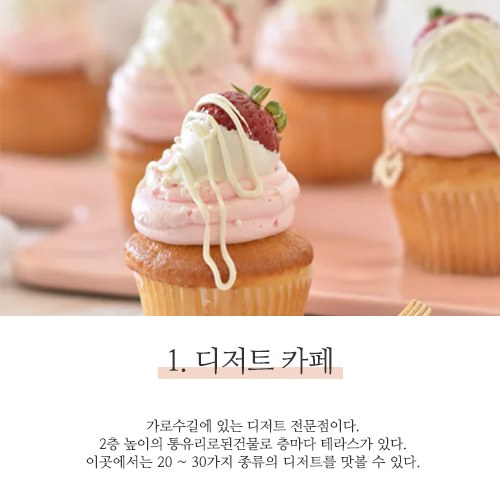 1. 디저트 카페
가로수길에 있는 디저트 전문점이다.
2층 높이의 통유리로된건물로 층마다 테라스가 있다.
이곳에서는 20 ~ 30가지 종류의 디저트를 맛볼 수 있다.